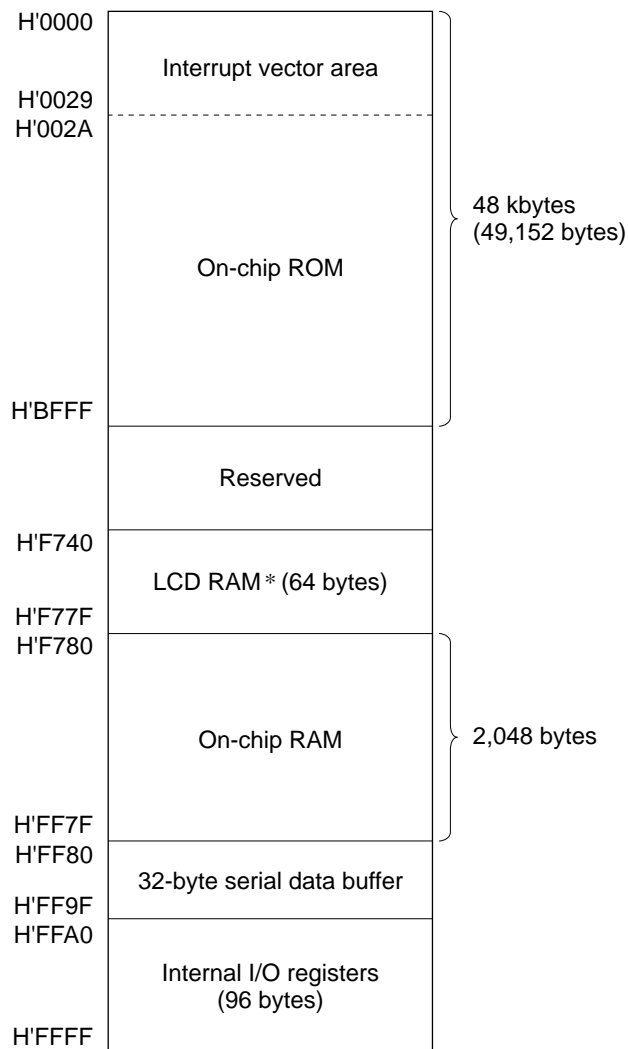 H'0000
Interrupt vector area
H'0029
H'002A
48 kbytes
(49,152 bytes)
On-chip ROM
H'BFFF
Reserved
H'F740
LCD RAM * (64 bytes)
H'F77F
H'F780
On-chip RAM
2,048 bytes
H'FF7F
H'FF80
32-byte serial data buffer
H'FF9F
H'FFA0
Internal I/O registers
(96 bytes)
H'FFFF